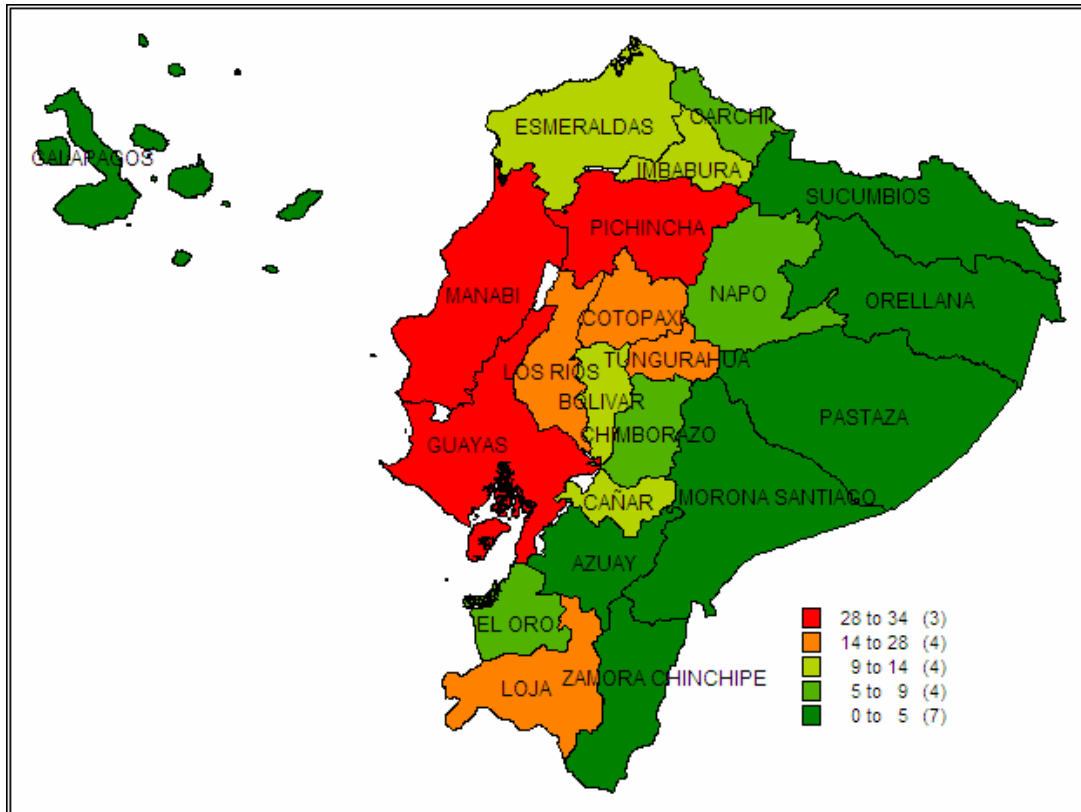 CARCHI
ESMERALDAS
GALAPAGOS
IMBABURA
SUCUMBIOS
PICHINCHA
MANABI
NAPO
ORELLANA
COTOPAXI
TUNGURAHUA
LOS RIOS
BOLIVAR
PASTAZA
CHIMBORAZO
GUAYAS
MORONA SANTIAGO
CAÑAR
AZUAY
EL ORO
ZAMORA CHINCHIPE
LOJA
28 to 34 (3)
14 to 28 (4)
9 to 14 (4)
5 to 9 (4)
0 to 5 (7)